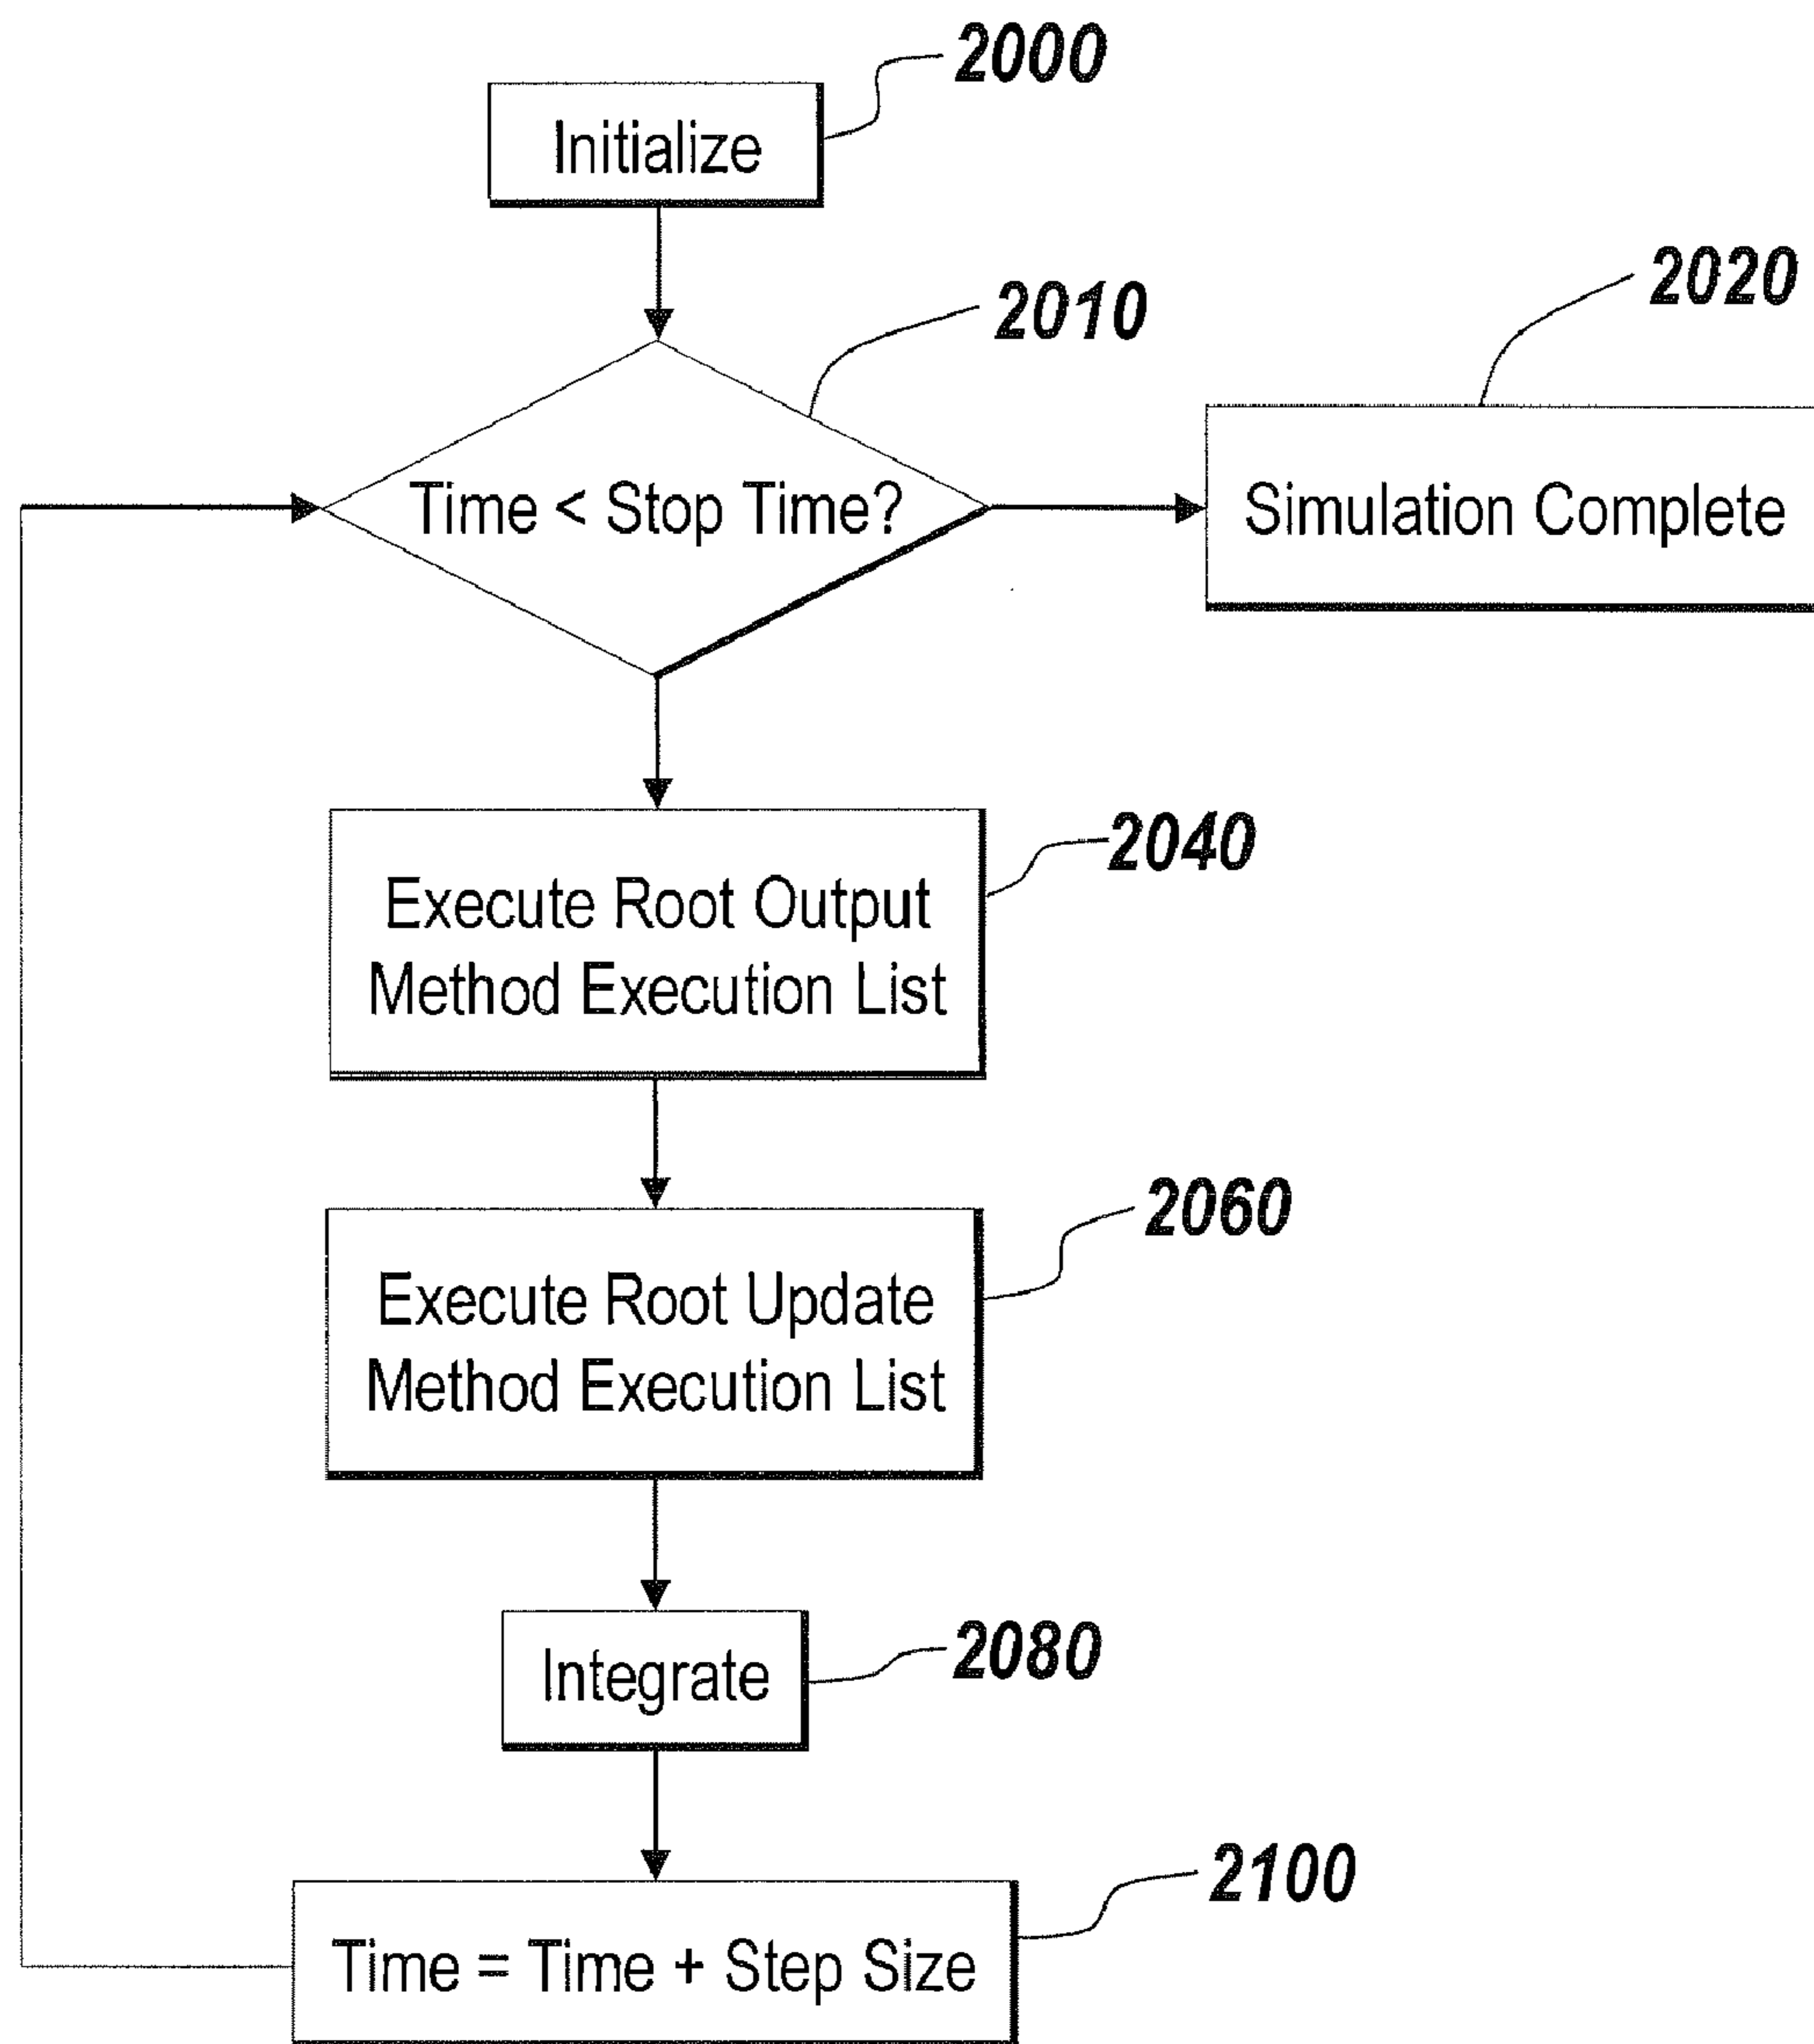 2000
Initialize
2010
2020
Time < Stop Time?
Simulation Complete
2040
Execute Root Output
Method Execution List
2060
Execute Root Update
Method Execution List
2080
Integrate
2100
Time = Time + Step Size